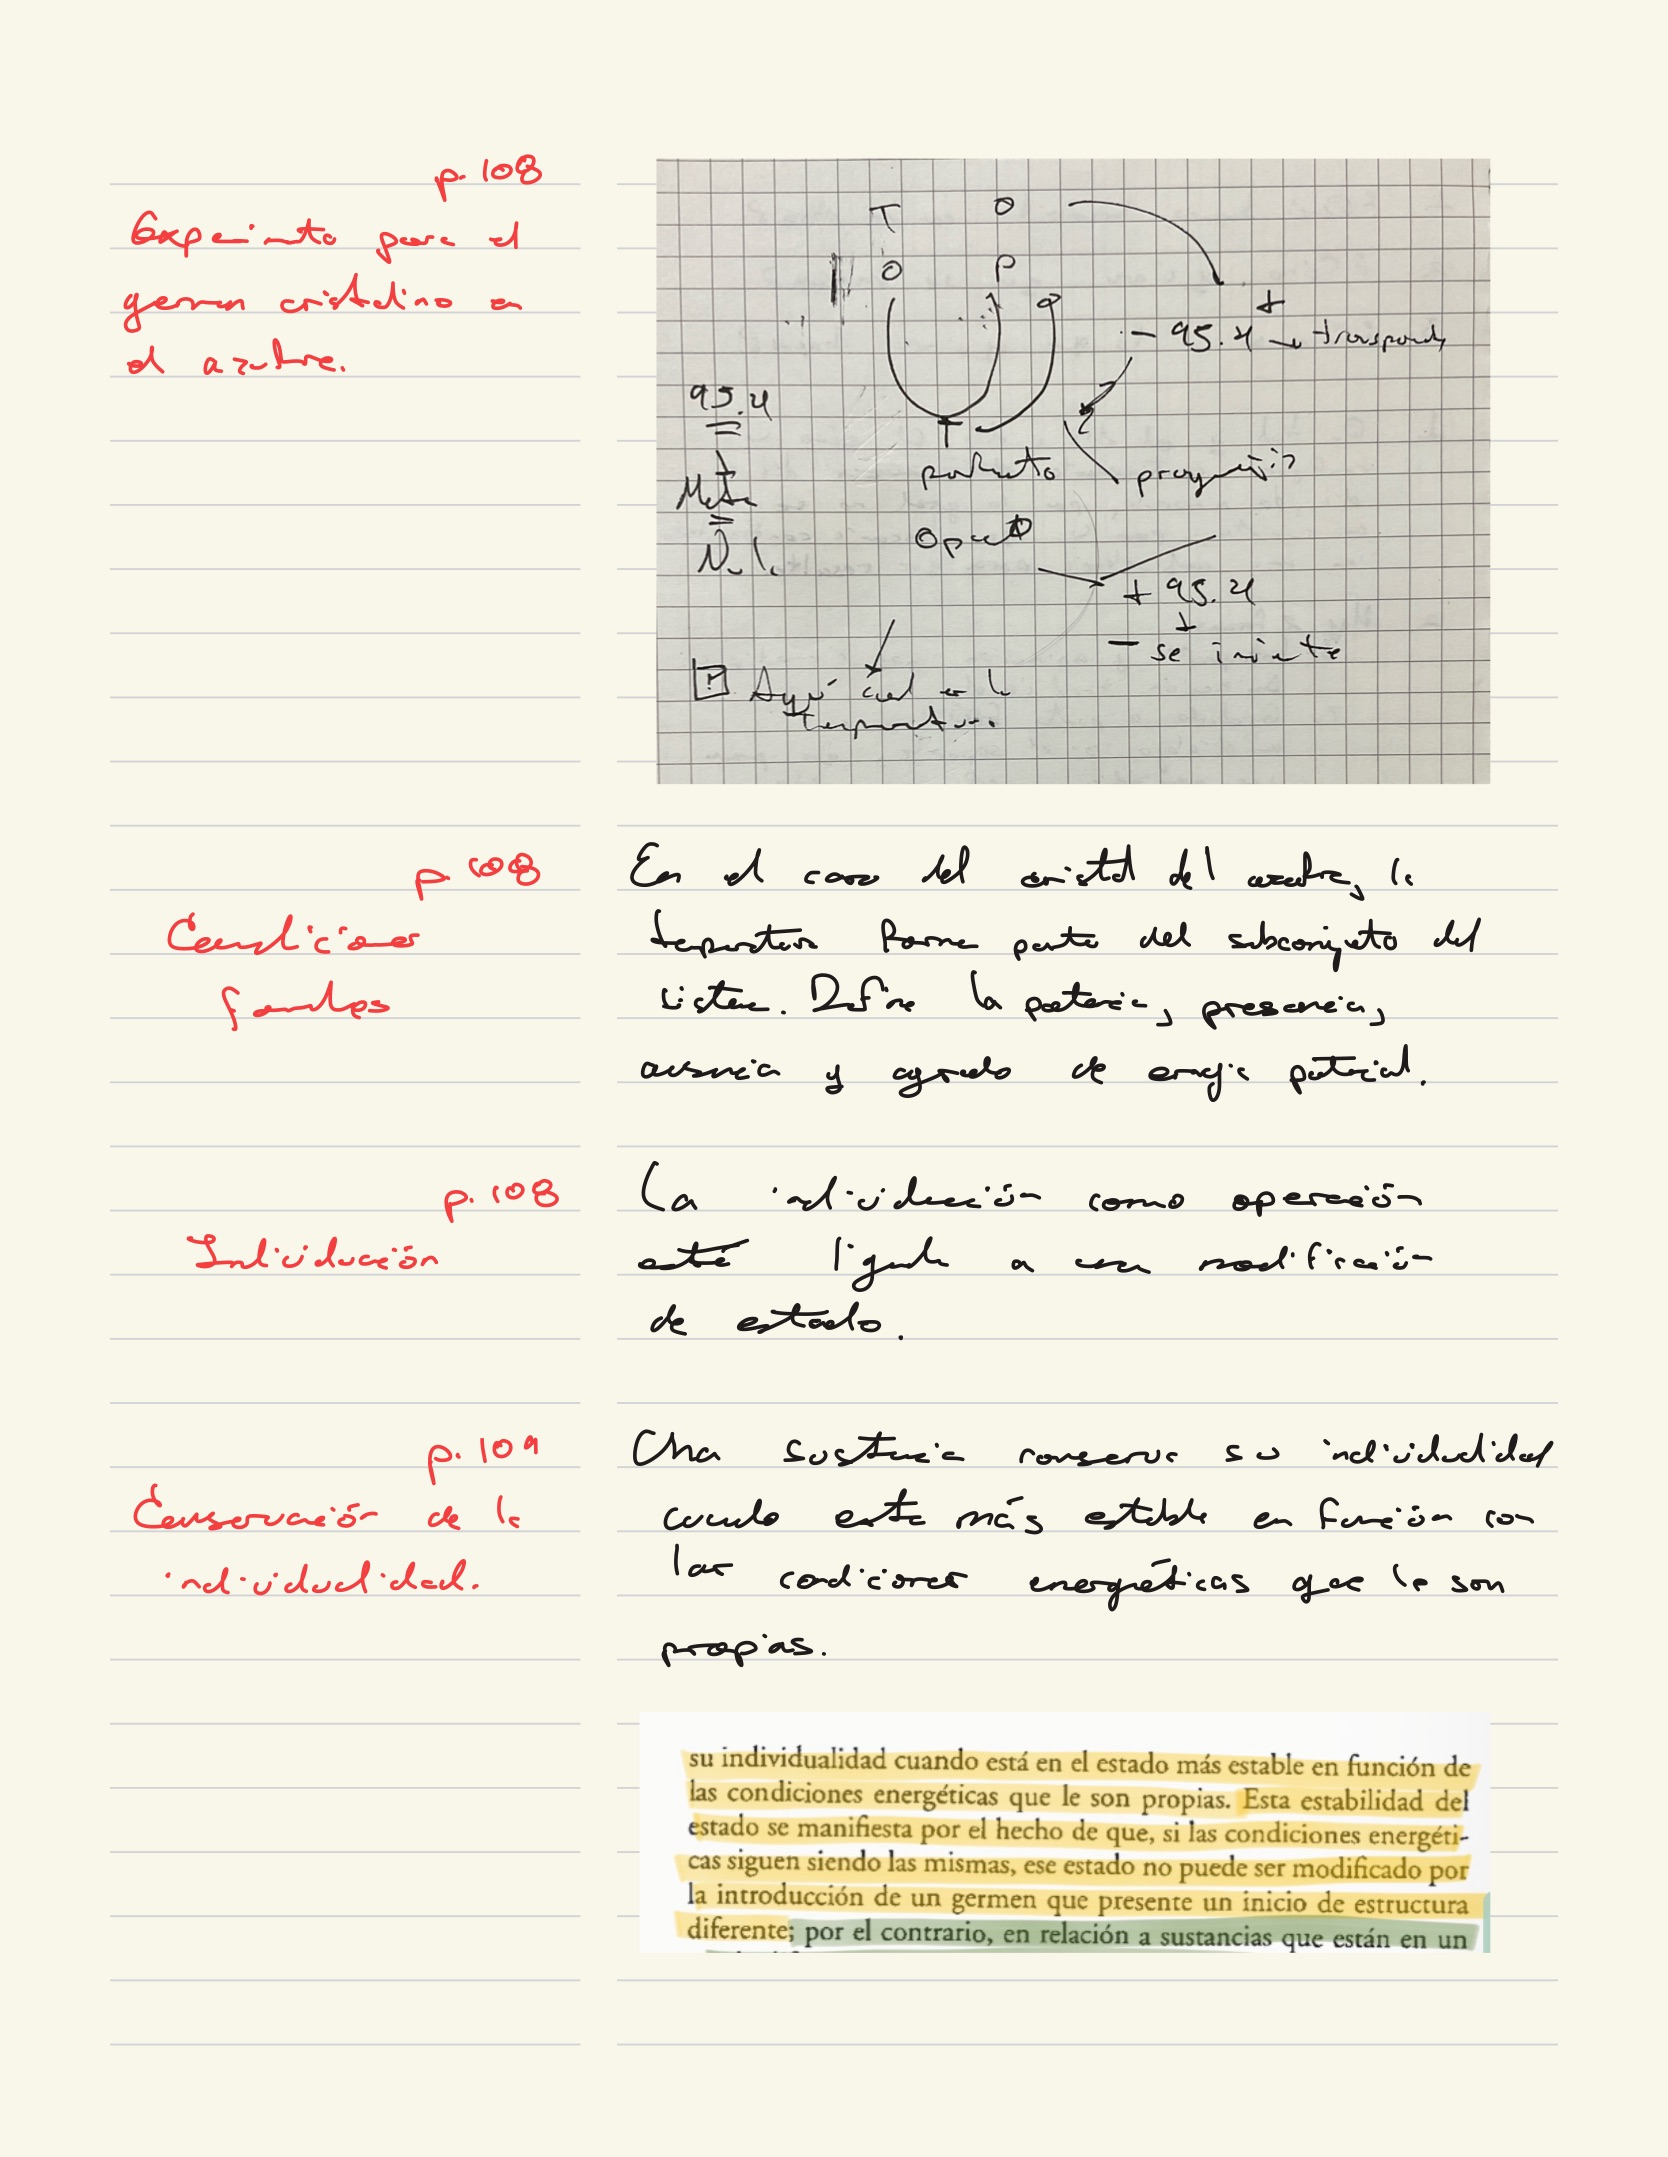 p. 108
Experimento para el
germen cristalino en
el azufre.
T O
O P
95.4
+
- 95.4 → transparente
T
progresión
Opaco
+ 95.4
- se invierte
? Aquí cual es la
temperatura.
p. 108
Condiciones
formales
En el caso del cristal del azufre, la
temperatura forma parte del subconjunto del
sistema. Define la potencia, presencia,
ausencia y agrado de energía potencial.
p. 108
Individuación
La individuación como operación
está ligada a una modificación
de estado.
p. 109
Conservación de la
individualidad.
Una sustancia conserva su individualidad
cuando esta más estable en función con
las condiciones energéticas que le son
propias.
su individualidad cuando está en el estado más estable en función de
las condiciones energéticas que le son propias. Esta estabilidad del
estado se manifiesta por el hecho de que, si las condiciones energéti-
cas siguen siendo las mismas, ese estado no puede ser modificado por
la introducción de un germen que presente un inicio de estructura
diferente; por el contrario, en relación a sustancias que están en un